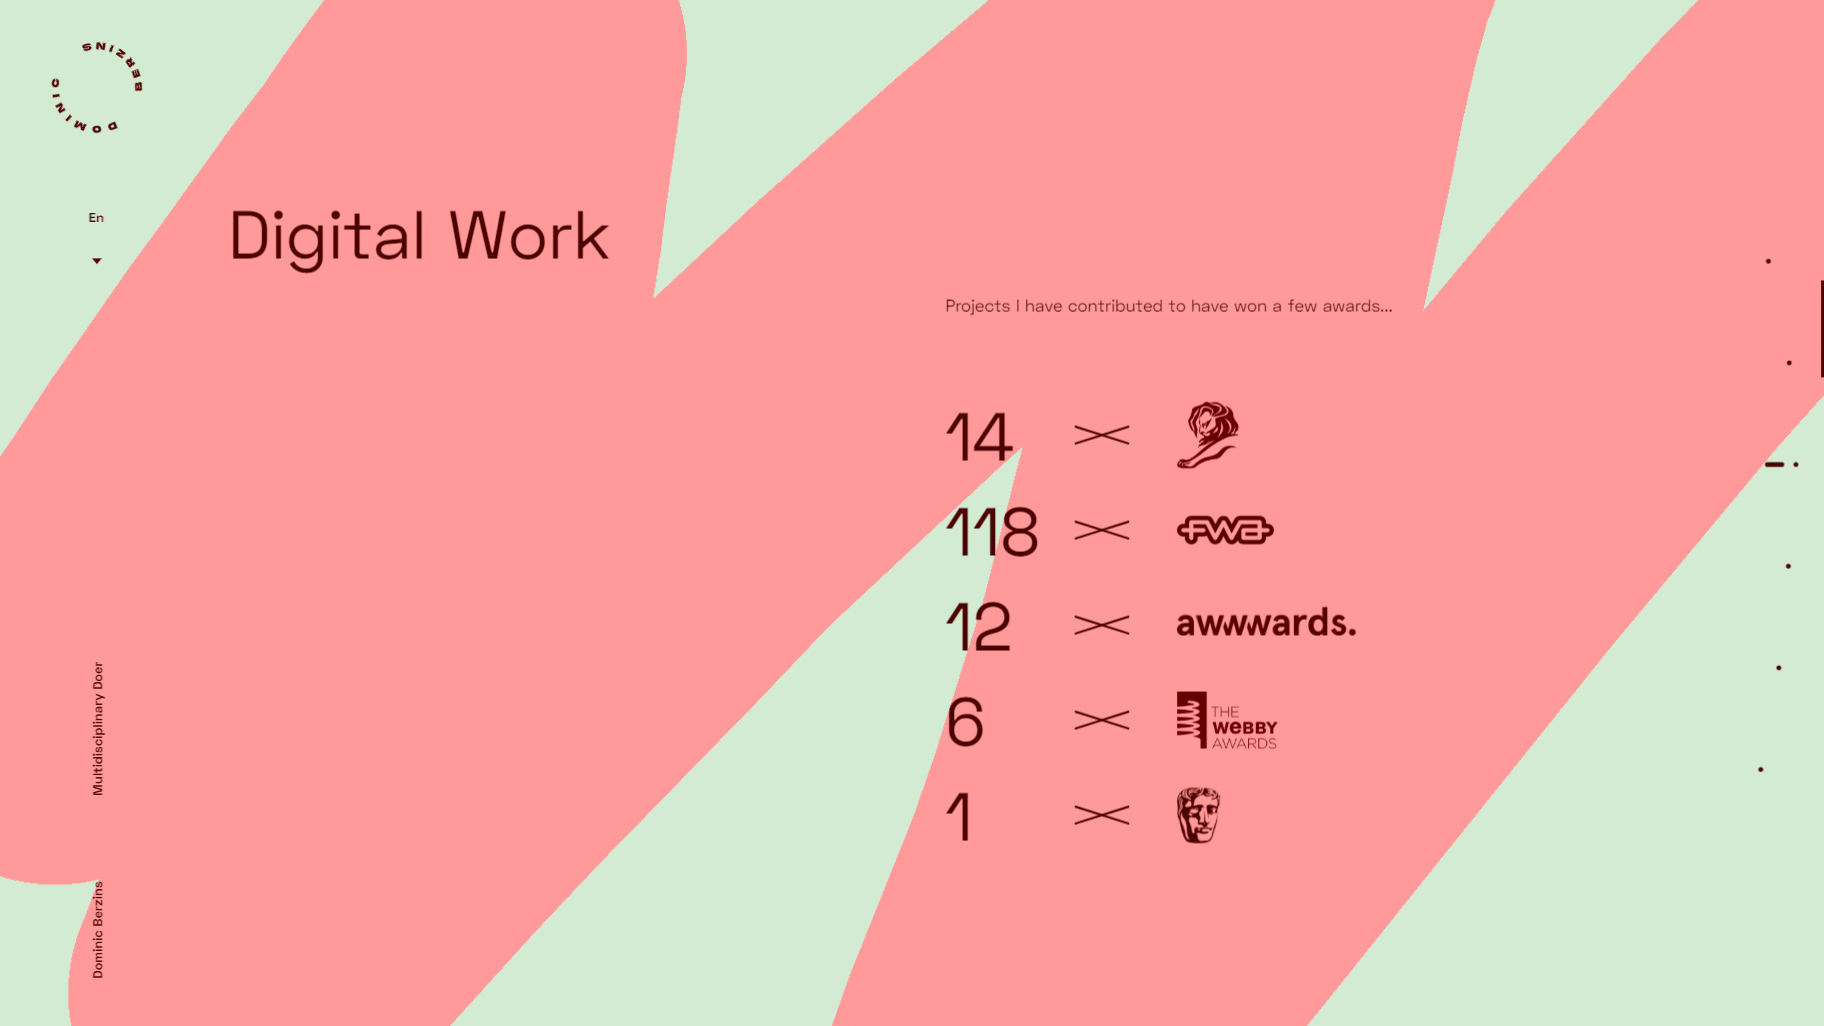 DOMINIC BERZINS
En
Digital Work
Projects I have contributed to have won a few awards...
14
118
fwa
12
awwwards.
6
THE
WEBBY
AWARDS
1
Multidisciplinary Doer
Dominic Berzins